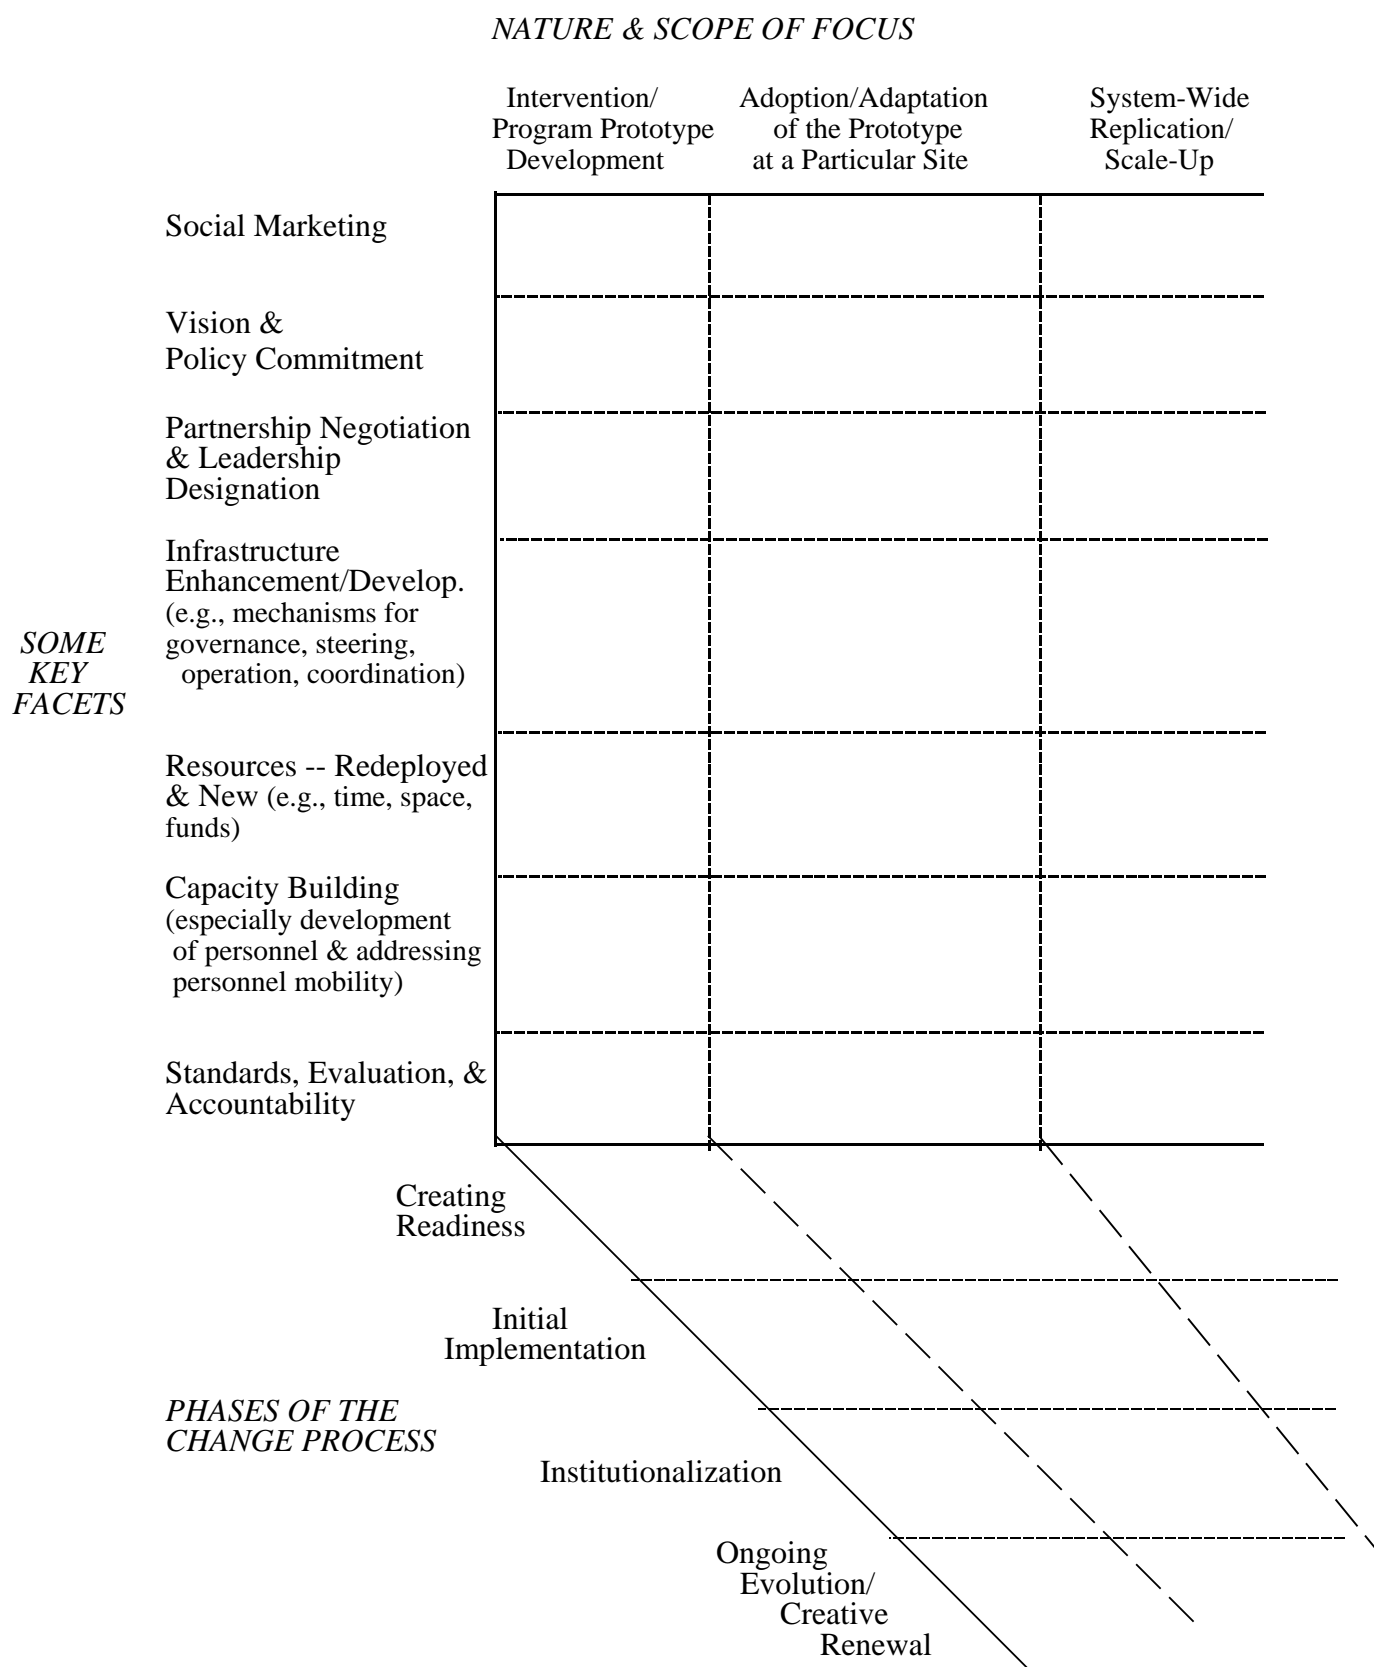 NATURE & SCOPE OF FOCUS
Intervention/
Program Prototype
Development
Adoption/Adaptation
of the Prototype
at a Particular Site
System-Wide
Replication/
Scale-Up
Social Marketing
Vision &
Policy Commitment
Partnership Negotiation
& Leadership
Designation
Infrastructure
Enhancement/Develop.
(e.g., mechanisms for
governance, steering,
operation, coordination)
SOME
KEY
FACETS
Resources -- Redeployed
& New (e.g., time, space,
funds)
Capacity Building
(especially development
of personnel & addressing
personnel mobility)
Standards, Evaluation, &
Accountability
Creating
Readiness
Initial
Implementation
PHASES OF THE
CHANGE PROCESS
Institutionalization
Ongoing
Evolution/
Creative
Renewal